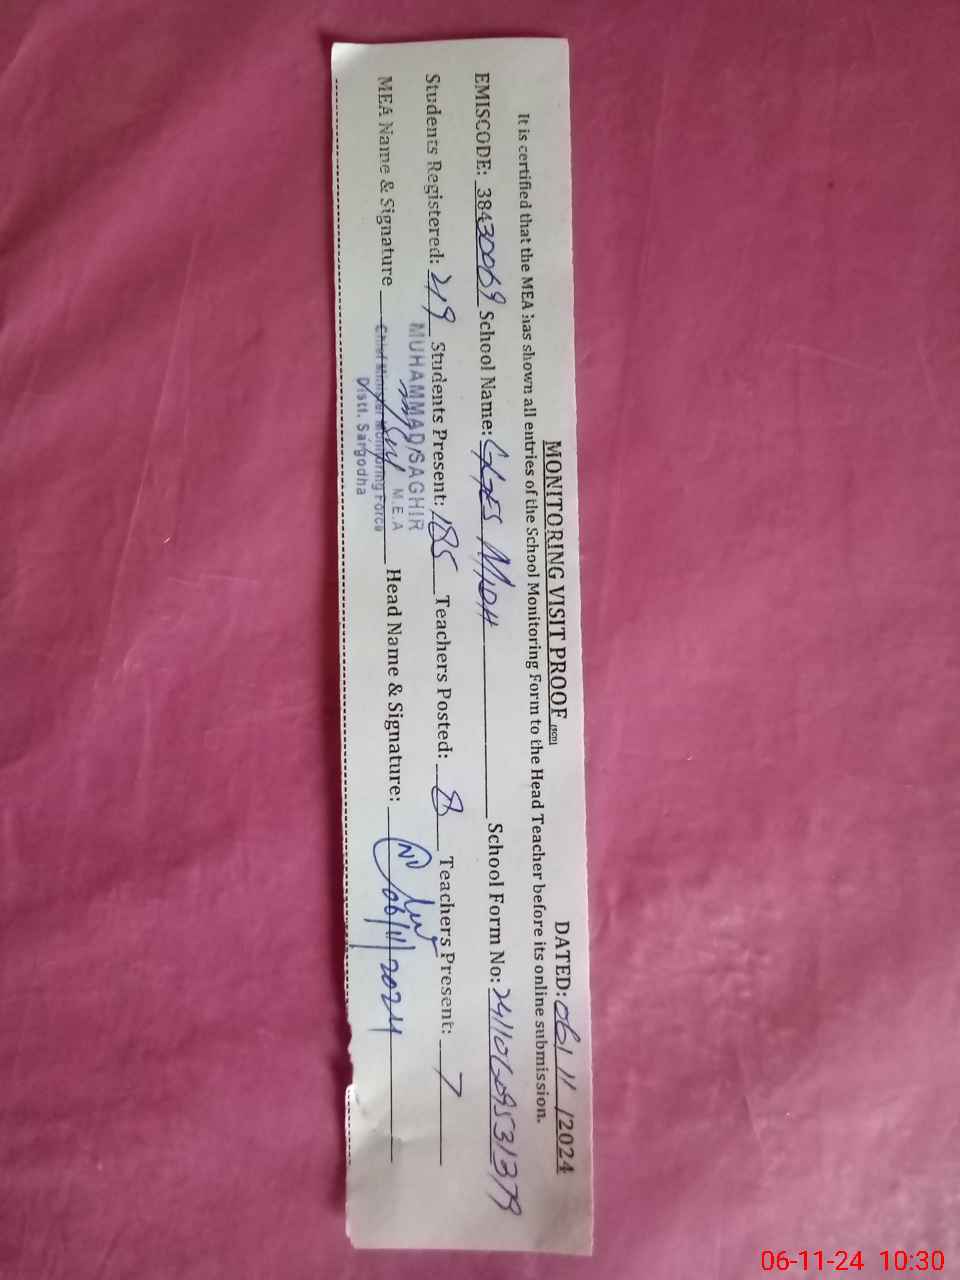 MONITORING VISIT PROOF (SCD) DATED: 06/11/2024
It is certified that the MEA has shown all entries of the School Monitoring Form to the Head Teacher before its online submission.
EMISCODE: 38430069 School Name: GGES MIDH School Form No:
Students Registered: 219 Students Present: 185 Teachers Posted: 8 Teachers Present: 7
MEA Name & Signature Head Name & Signature: 06/11/2024
MUHAMMAD SAGHIR
M.E.A
Chief Minister Monitoring Force
Distt. Sargodha
06-11-24 10:30